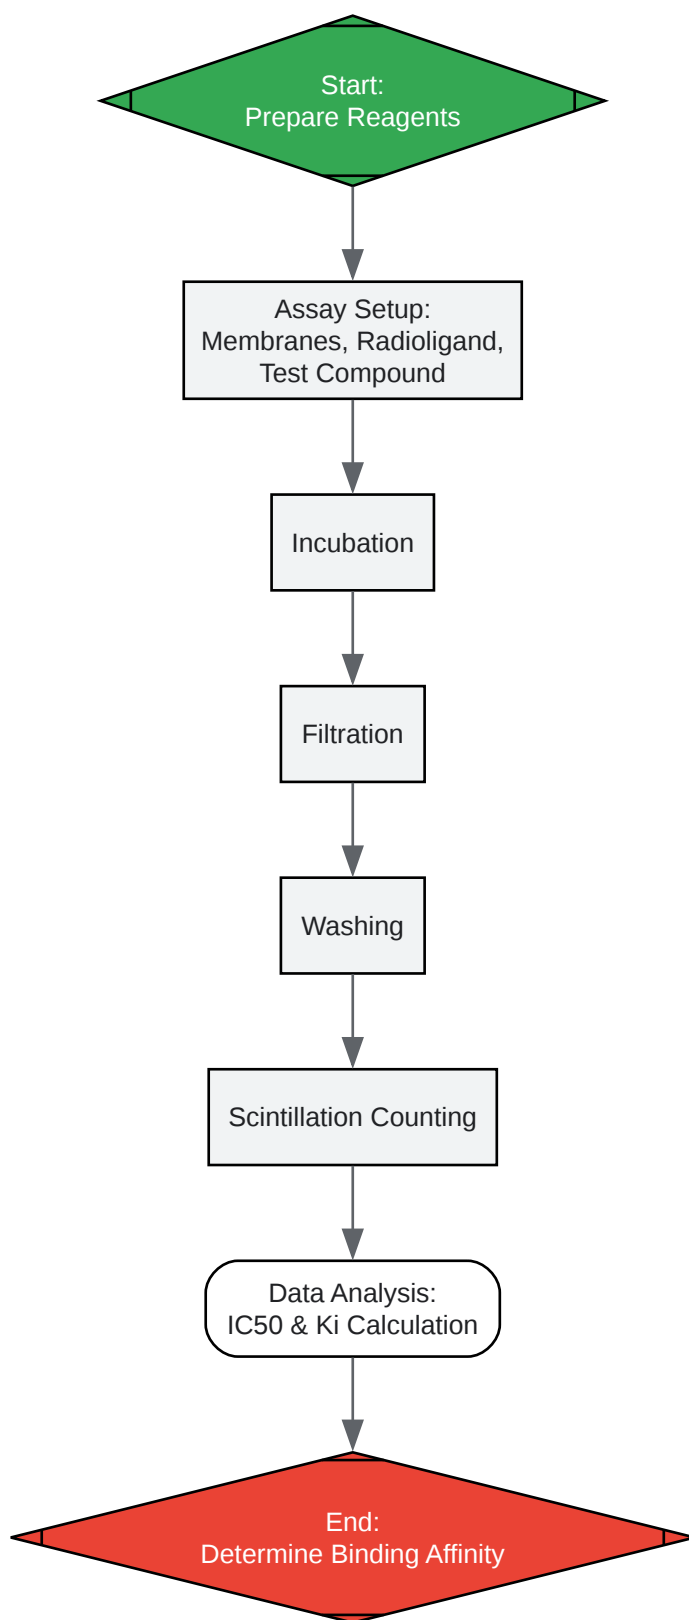 Start:
Prepare Reagents
Assay Setup:
Membranes, Radioligand,
Test Compound
Incubation
Filtration
Washing
Scintillation Counting
Data Analysis:
IC50 & Ki Calculation
End:
Determine Binding Affinity